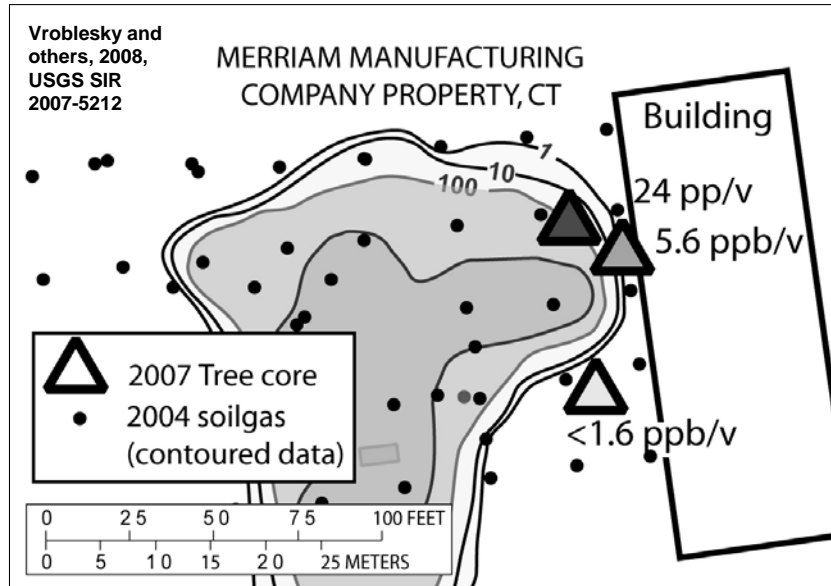 Vroblesky and
others, 2008,
USGS SIR
2007-5212
MERRIAM MANUFACTURING
COMPANY PROPERTY, CT
Building
1
10
100
24 pp/v
5.6 ppb/v
<1.6 ppb/v
2007 Tree core
2004 soilgas
(contoured data)
0 25 50 75 100 FEET
0 5 10 15 20 25 METERS